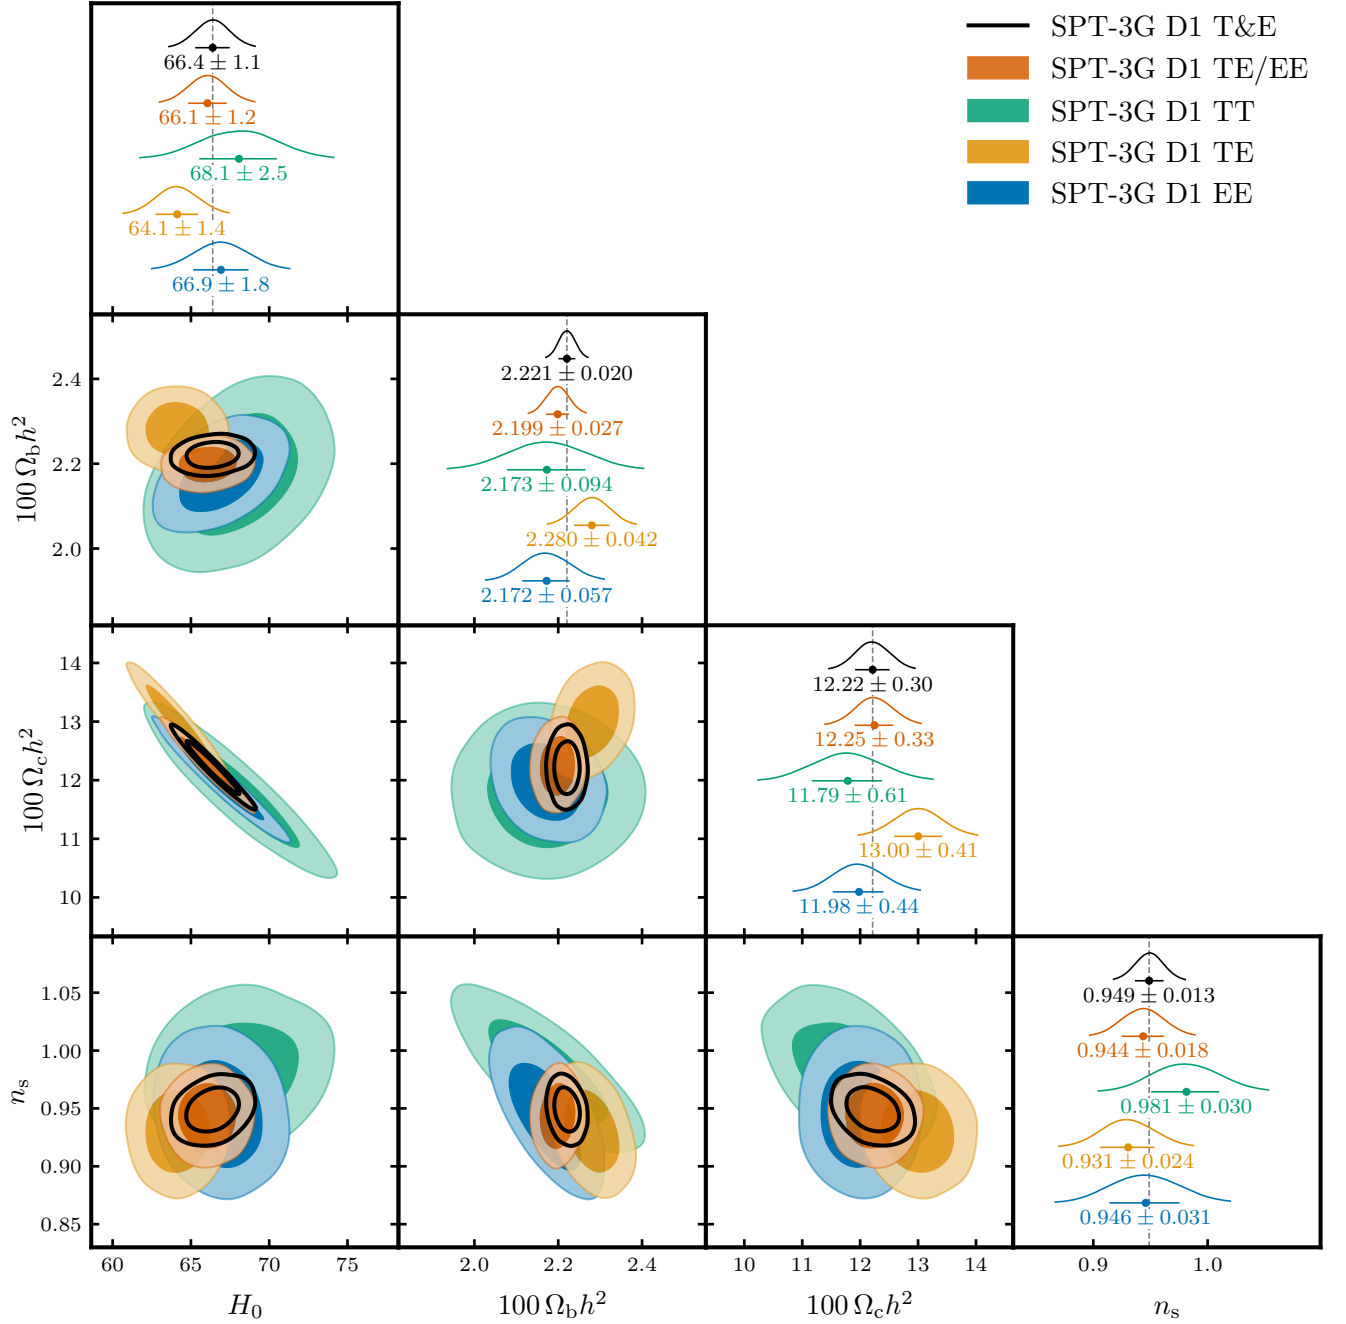 SPT-3G D1 T&E
SPT-3G D1 TE/EE
SPT-3G D1 TT
SPT-3G D1 TE
SPT-3G D1 EE
66.4 ± 1.1
66.1 ± 1.2
68.1 ± 2.5
64.1 ± 1.4
66.9 ± 1.8
100 Ω_b h²
2.4
2.2
2.0
2.221 ± 0.020
2.199 ± 0.027
2.173 ± 0.094
2.280 ± 0.042
2.172 ± 0.057
100 Ω_c h²
14
13
12
11
10
12.22 ± 0.30
12.25 ± 0.33
11.79 ± 0.61
13.00 ± 0.41
11.98 ± 0.44
n_s
1.05
1.00
0.95
0.90
0.85
0.949 ± 0.013
0.944 ± 0.018
0.981 ± 0.030
0.931 ± 0.024
0.946 ± 0.031
60 65 70 75 2.0 2.2 2.4 10 11 12 13 14 0.9 1.0
H₀ 100 Ω_b h² 100 Ω_c h² n_s